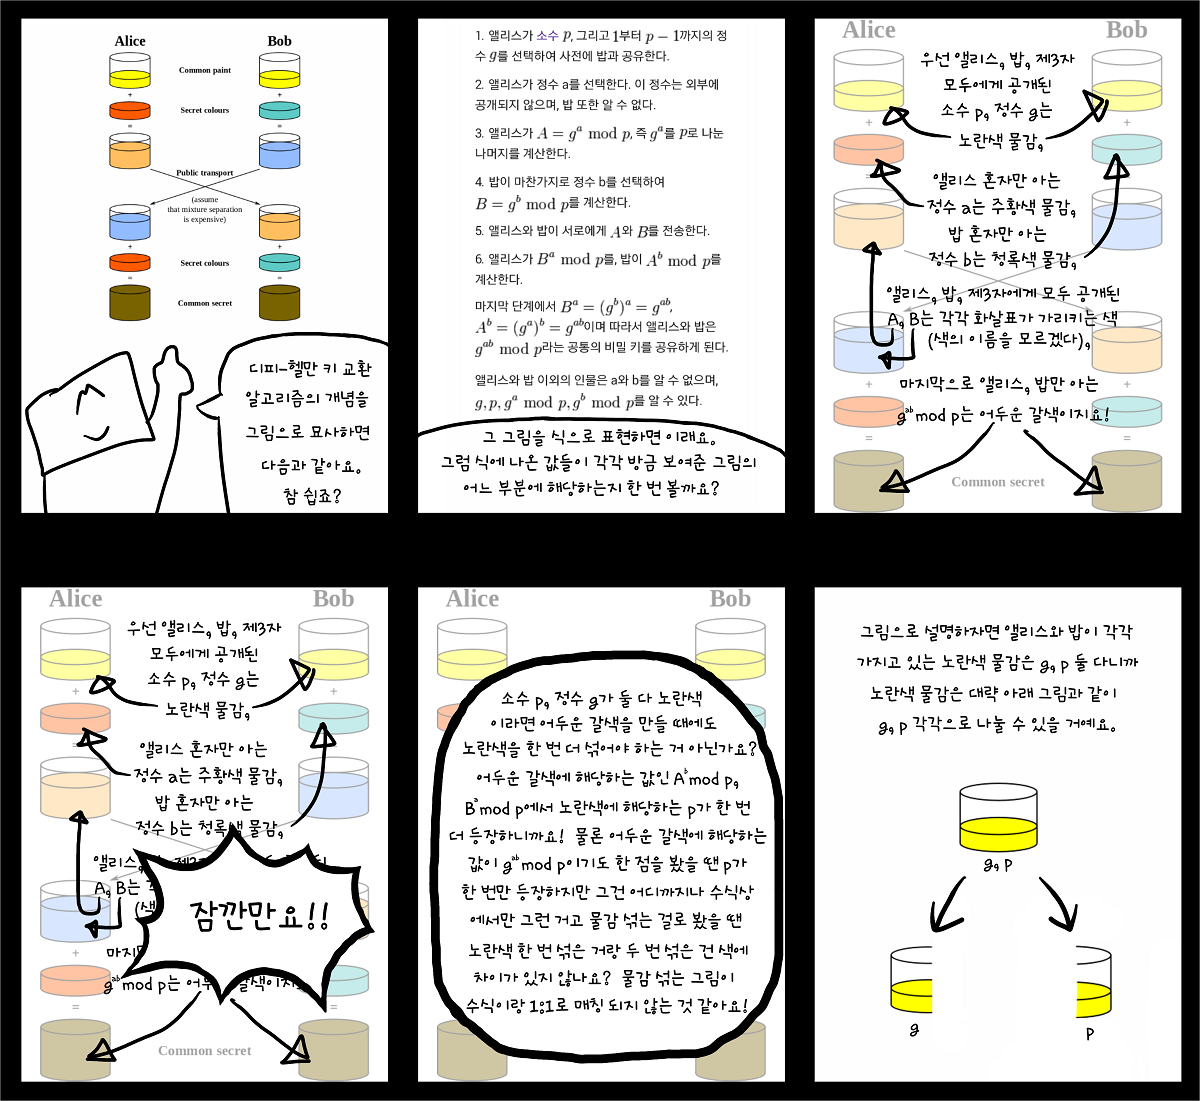 Alice
Bob
Common paint
+
+
Secret colours
=
=
Public transport
(assume
that mixture separation
is expensive)
+
+
Secret colours
=
=
Common secret
디피-헬만 키 교환
알고리즘의 개념을
그림으로 묘사하면
다음과 같아요.
참 쉽죠?
1. 앨리스가 소수 p, 그리고 1부터 p − 1까지의 정
수 g를 선택하여 사전에 밥과 공유한다.
2. 앨리스가 정수 a를 선택한다. 이 정수는 외부에
공개되지 않으며, 밥 또한 알 수 없다.
3. 앨리스가 A = g^a mod p, 즉 g^a를 p로 나눈
나머지를 계산한다.
4. 밥이 마찬가지로 정수 b를 선택하여
B = g^b mod p를 계산한다.
5. 앨리스와 밥이 서로에게 A와 B를 전송한다.
6. 앨리스가 B^a mod p를, 밥이 A^b mod p를
계산한다.
마지막 단계에서 B^a = (g^b)^a = g^ab,
A^b = (g^a)^b = g^ab이며 따라서 앨리스와 밥은
g^ab mod p라는 공통의 비밀 키를 공유하게 된다.
앨리스와 밥 이외의 인물은 a와 b를 알 수 없으며,
g, p, g^a mod p, g^b mod p를 알 수 있다.
그 그림을 식으로 표현하면 이래요.
그럼 식에 나온 값들이 각각 방금 보여준 그림의
어느 부분에 해당하는지 한 번 볼까요?
Alice
Bob
우선 앨리스, 밥, 제3자
모두에게 공개된
소수 p, 정수 g는
노란색 물감,
+
+
=
앨리스 혼자만 아는
정수 a는 주황색 물감,
밥 혼자만 아는
정수 b는 청록색 물감,
앨리스, 밥, 제3자에게 모두 공개된
A, B는 각각 화살표가 가리키는 색
(색의 이름을 모르겠다),
+
+
마지막으로 앨리스, 밥만 아는
g^ab mod p는 어두운 갈색이지요!
=
=
Common secret
Alice
Bob
우선 앨리스, 밥, 제3자
모두에게 공개된
소수 p, 정수 g는
노란색 물감,
+
+
=
앨리스 혼자만 아는
정수 a는 주황색 물감,
밥 혼자만 아는
정수 b는 청록색 물감,
앨리스,
A, B는
(색
잠깐만요!!
+
+
마지
g^ab mod p는 어두 갈색이지
=
=
Common secret
Alice
Bob
소수 p, 정수 g가 둘 다 노란색
이라면 어두운 갈색을 만들 때에도
노란색을 한 번 더 섞어야 하는 거 아닌가요?
어두운 갈색에 해당하는 값인 A^b mod p,
B^a mod p에서 노란색에 해당하는 p가 한 번
더 등장하니까요! 물론 어두운 갈색에 해당하는
값이 g^ab mod p이기도 한 점을 봤을 땐 p가
한 번만 등장하지만 그건 어디까지나 수식상
에서만 그런 거고 물감 섞는 걸로 봤을 땐
노란색 한 번 섞은 거랑 두 번 섞은 건 색에
차이가 있지 않나요? 물감 섞는 그림이
수식이랑 1:1로 매칭 되지 않는 것 같아요!
그림으로 설명하자면 앨리스와 밥이 각각
가지고 있는 노란색 물감은 g, p 둘 다니까
노란색 물감은 대략 아래 그림과 같이
g, p 각각으로 나눌 수 있을 거예요.
g, p
g
p